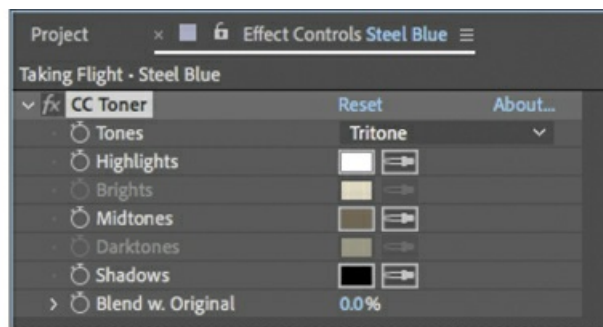 Project × Effect Controls Steel Blue
Taking Flight • Steel Blue
fx CC Toner Reset About...
Tones Tritone
Highlights
Brights
Midtones
Darktones
Shadows
Blend w. Original 0.0%